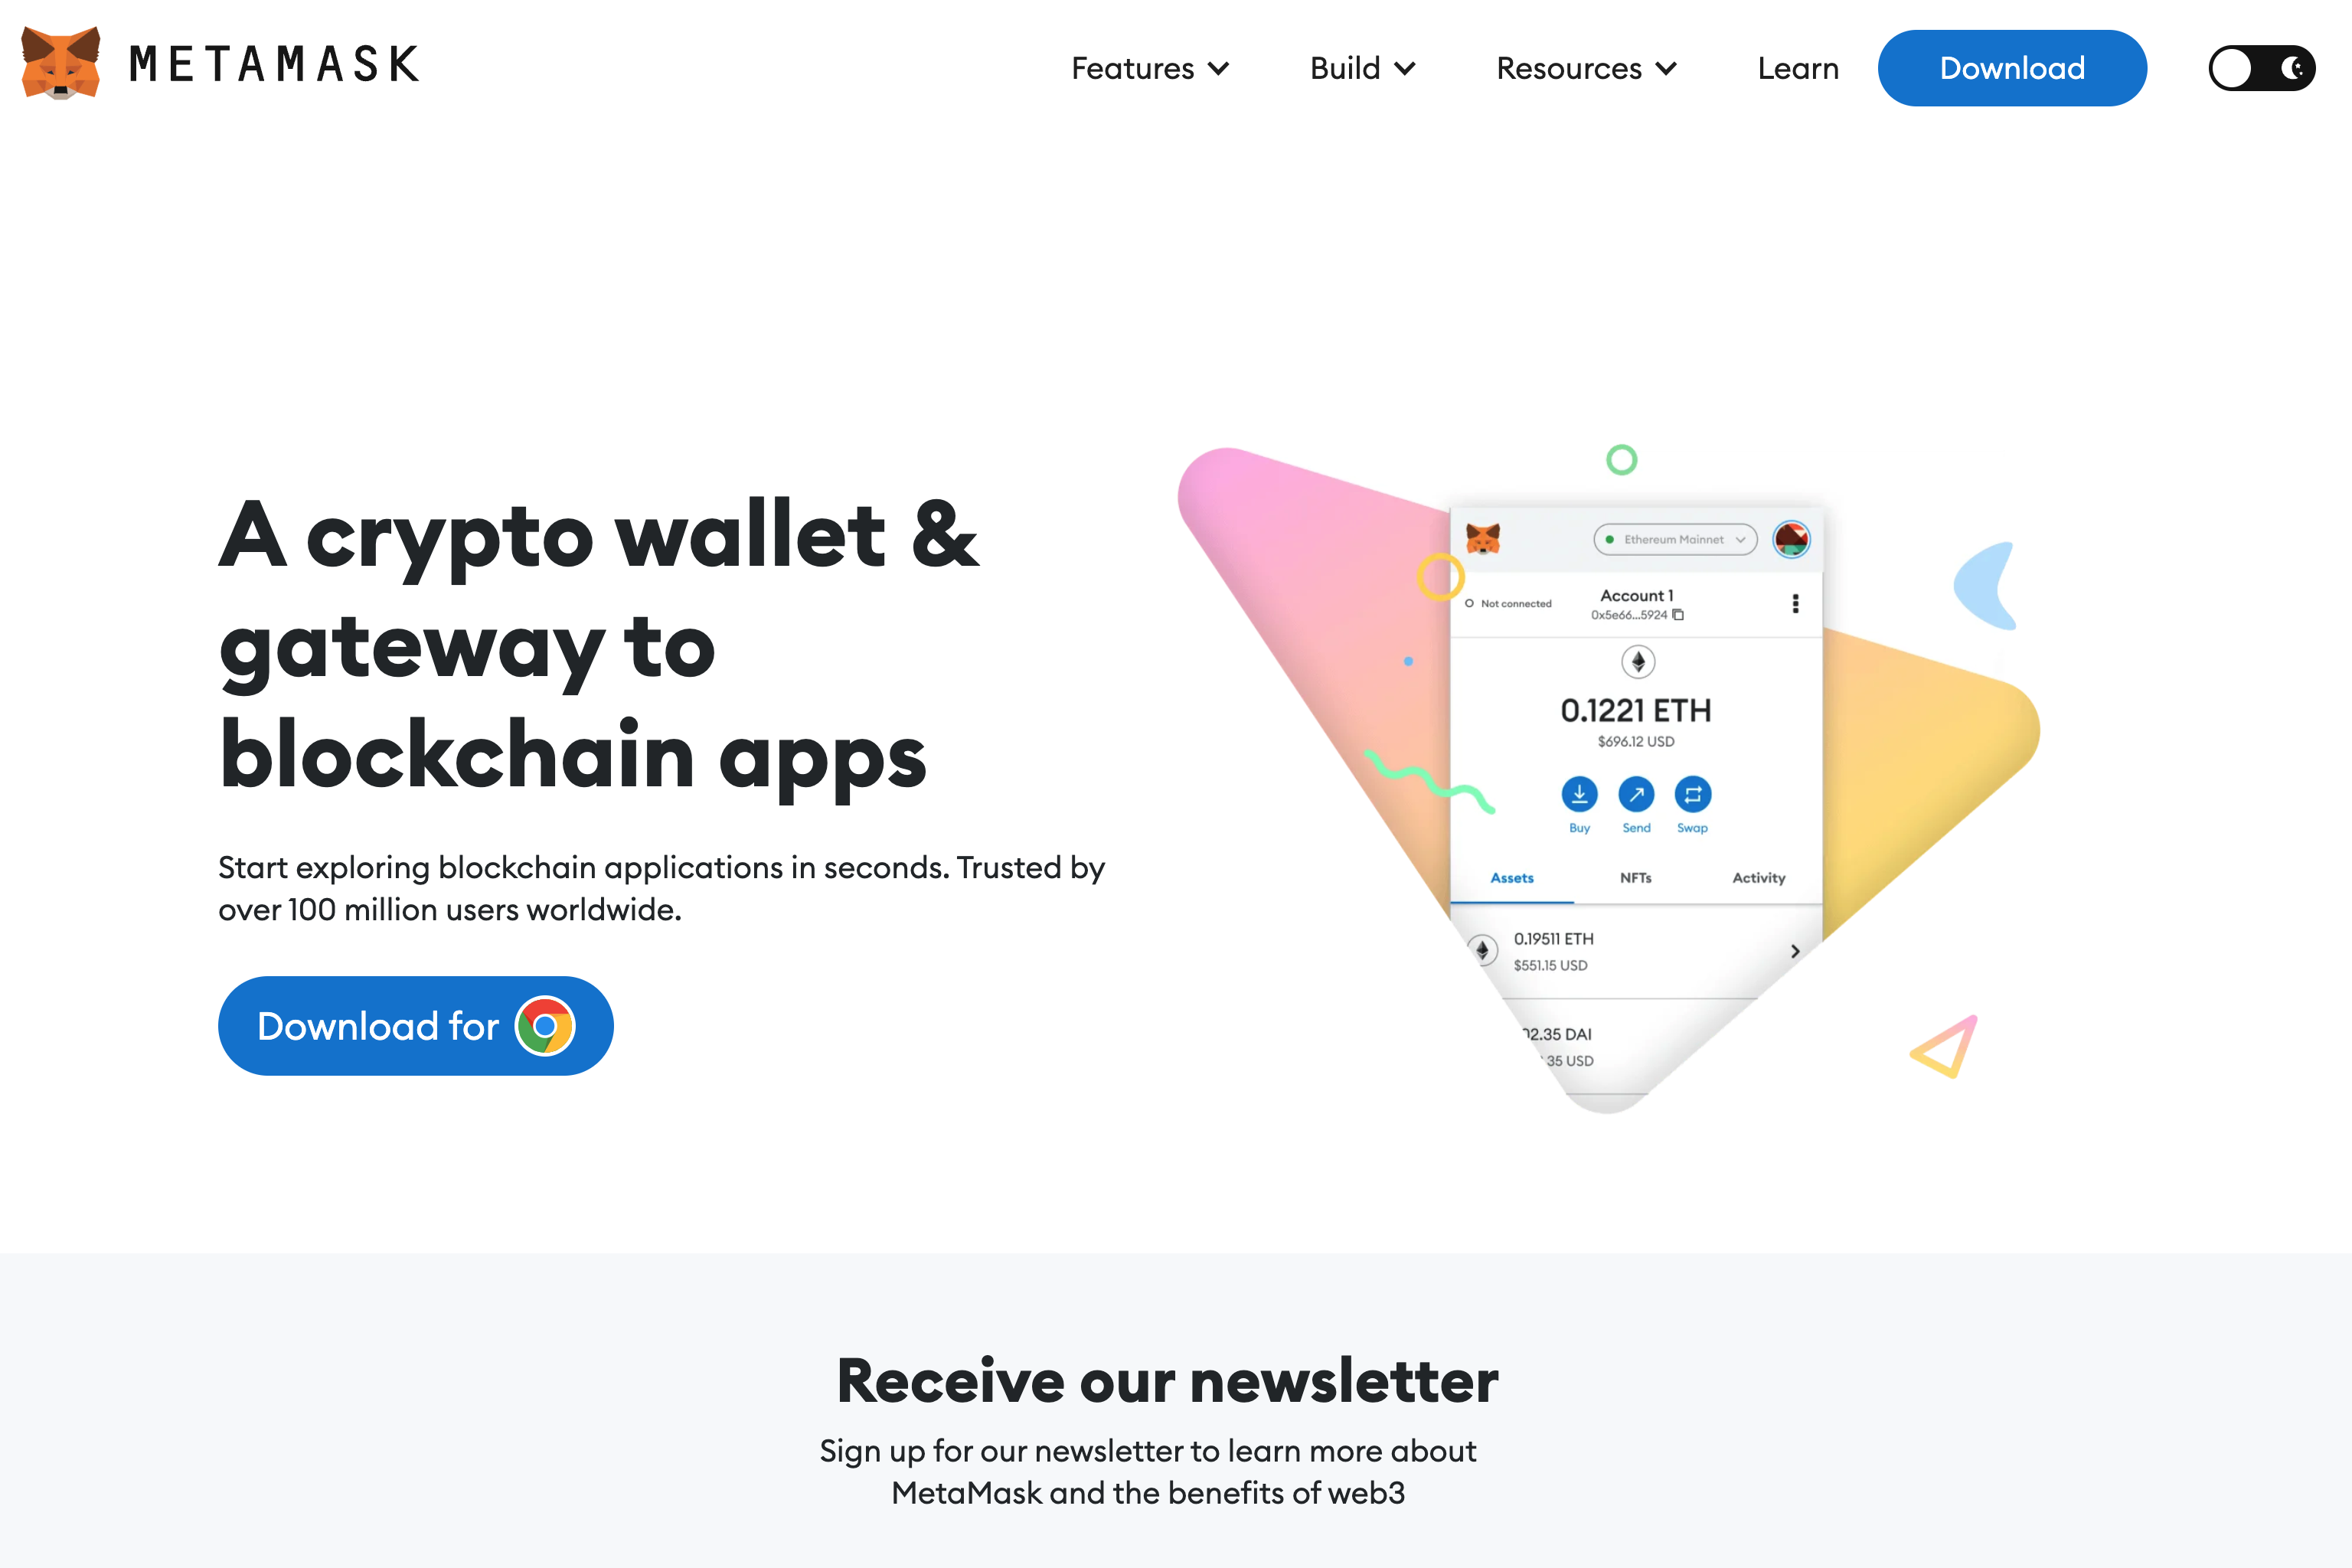 METAMASK
Features
Build
Resources
Learn
Download
A crypto wallet &
gateway to
blockchain apps
Start exploring blockchain applications in seconds. Trusted by
over 100 million users worldwide.
Download for
Ethereum Mainnet
Not connected
Account 1
0x5e66...5924
0.1221 ETH
$696.12 USD
Buy
Send
Swap
Assets
NFTs
Activity
0.19511 ETH
$551.15 USD
02.35 DAI
.35 USD
Receive our newsletter
Sign up for our newsletter to learn more about
MetaMask and the benefits of web3